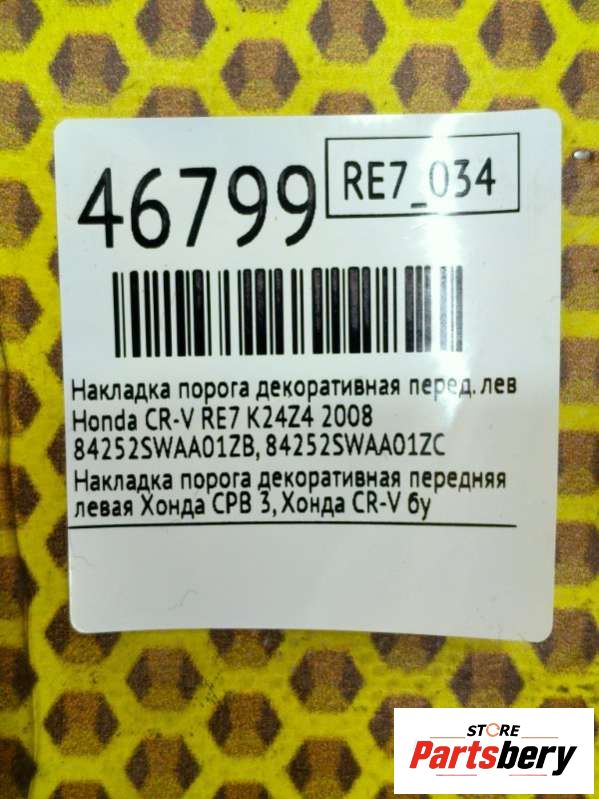 46799
RE7_034
Накладка порога декоративная перед. лев
Honda CR-V RE7 K24Z4 2008
84252SWAA01ZB, 84252SWAA01ZC
Накладка порога декоративная передняя
левая Хонда СРВ 3, Хонда CR-V бу
STORE
Partsbery